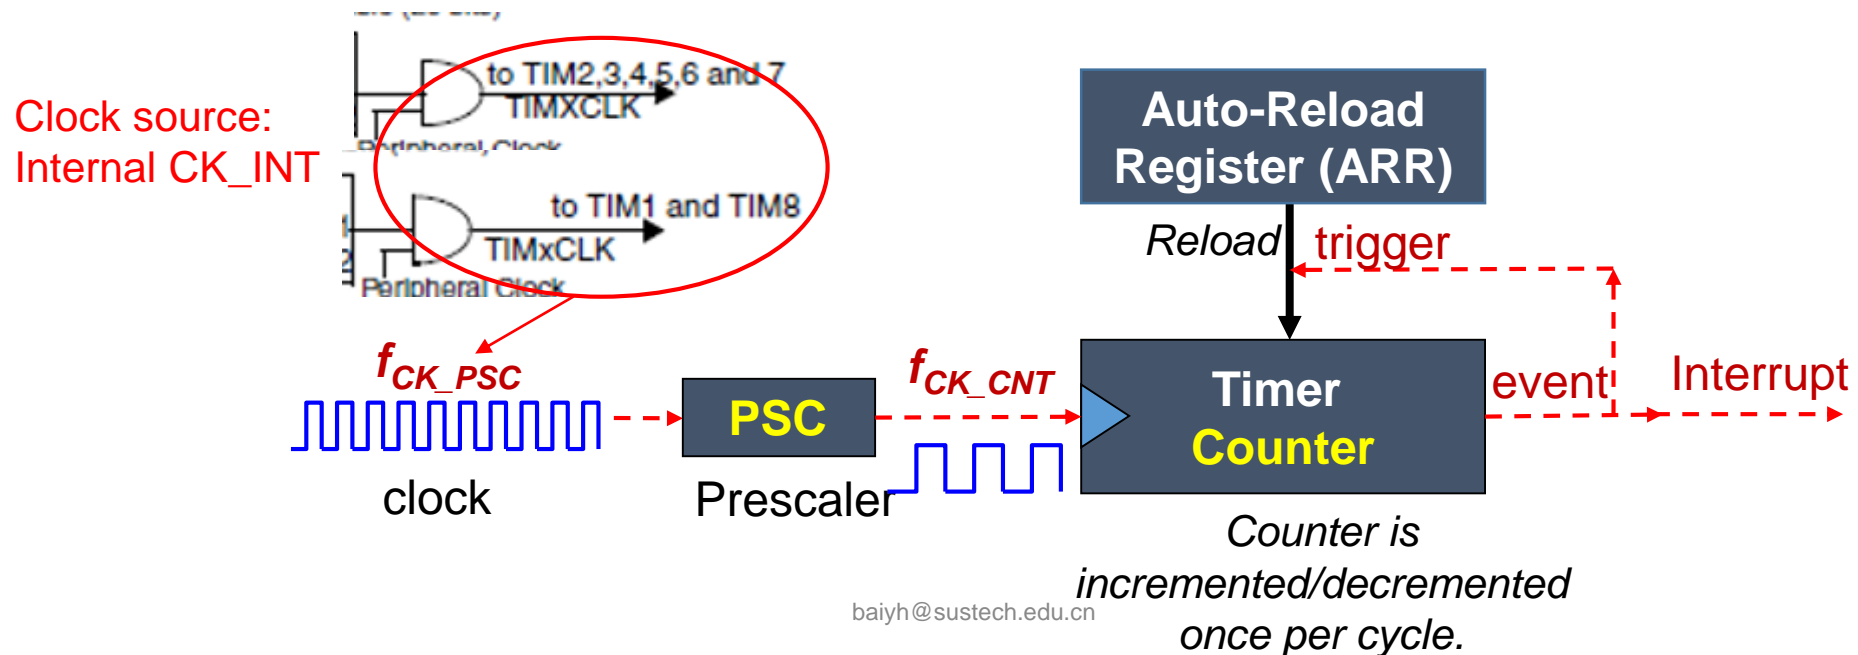 to TIM2,3,4,5,6 and 7
TIMXCLK
Peripheral Clock
Clock source:
Internal CK_INT
to TIM1 and TIM8
TIMxCLK
Peripheral Clock
Auto-Reload
Register (ARR)
Reload
trigger
fCK_PSC
clock
PSC
Prescaler
fCK_CNT
Timer
Counter
event
Interrupt
Counter is
incremented/decremented
once per cycle.
baiyh@sustech.edu.cn